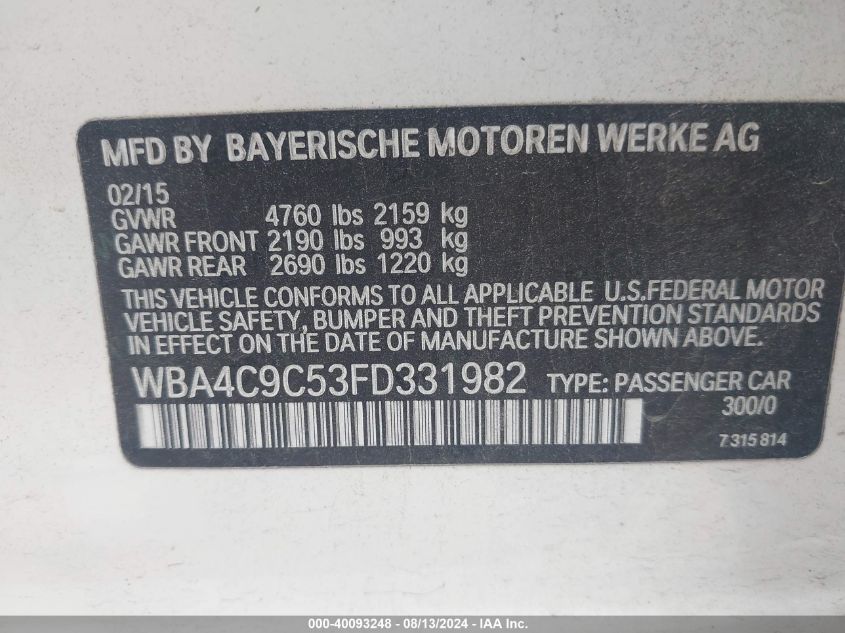 MFD BY BAYERISCHE MOTOREN WERKE AG
02/15
GVWR 4760 lbs 2159 kg
GAWR FRONT 2190 lbs 993 kg
GAWR REAR 2690 lbs 1220 kg
THIS VEHICLE CONFORMS TO ALL APPLICABLE U.S.FEDERAL MOTOR
VEHICLE SAFETY, BUMPER AND THEFT PREVENTION STANDARDS
IN EFFECT ON THE DATE OF MANUFACTURE SHOWN ABOVE.
WBA4C9C53FD331982 TYPE: PASSENGER CAR
300/0
7315814
000-40093248 - 08/13/2024 - IAA Inc.